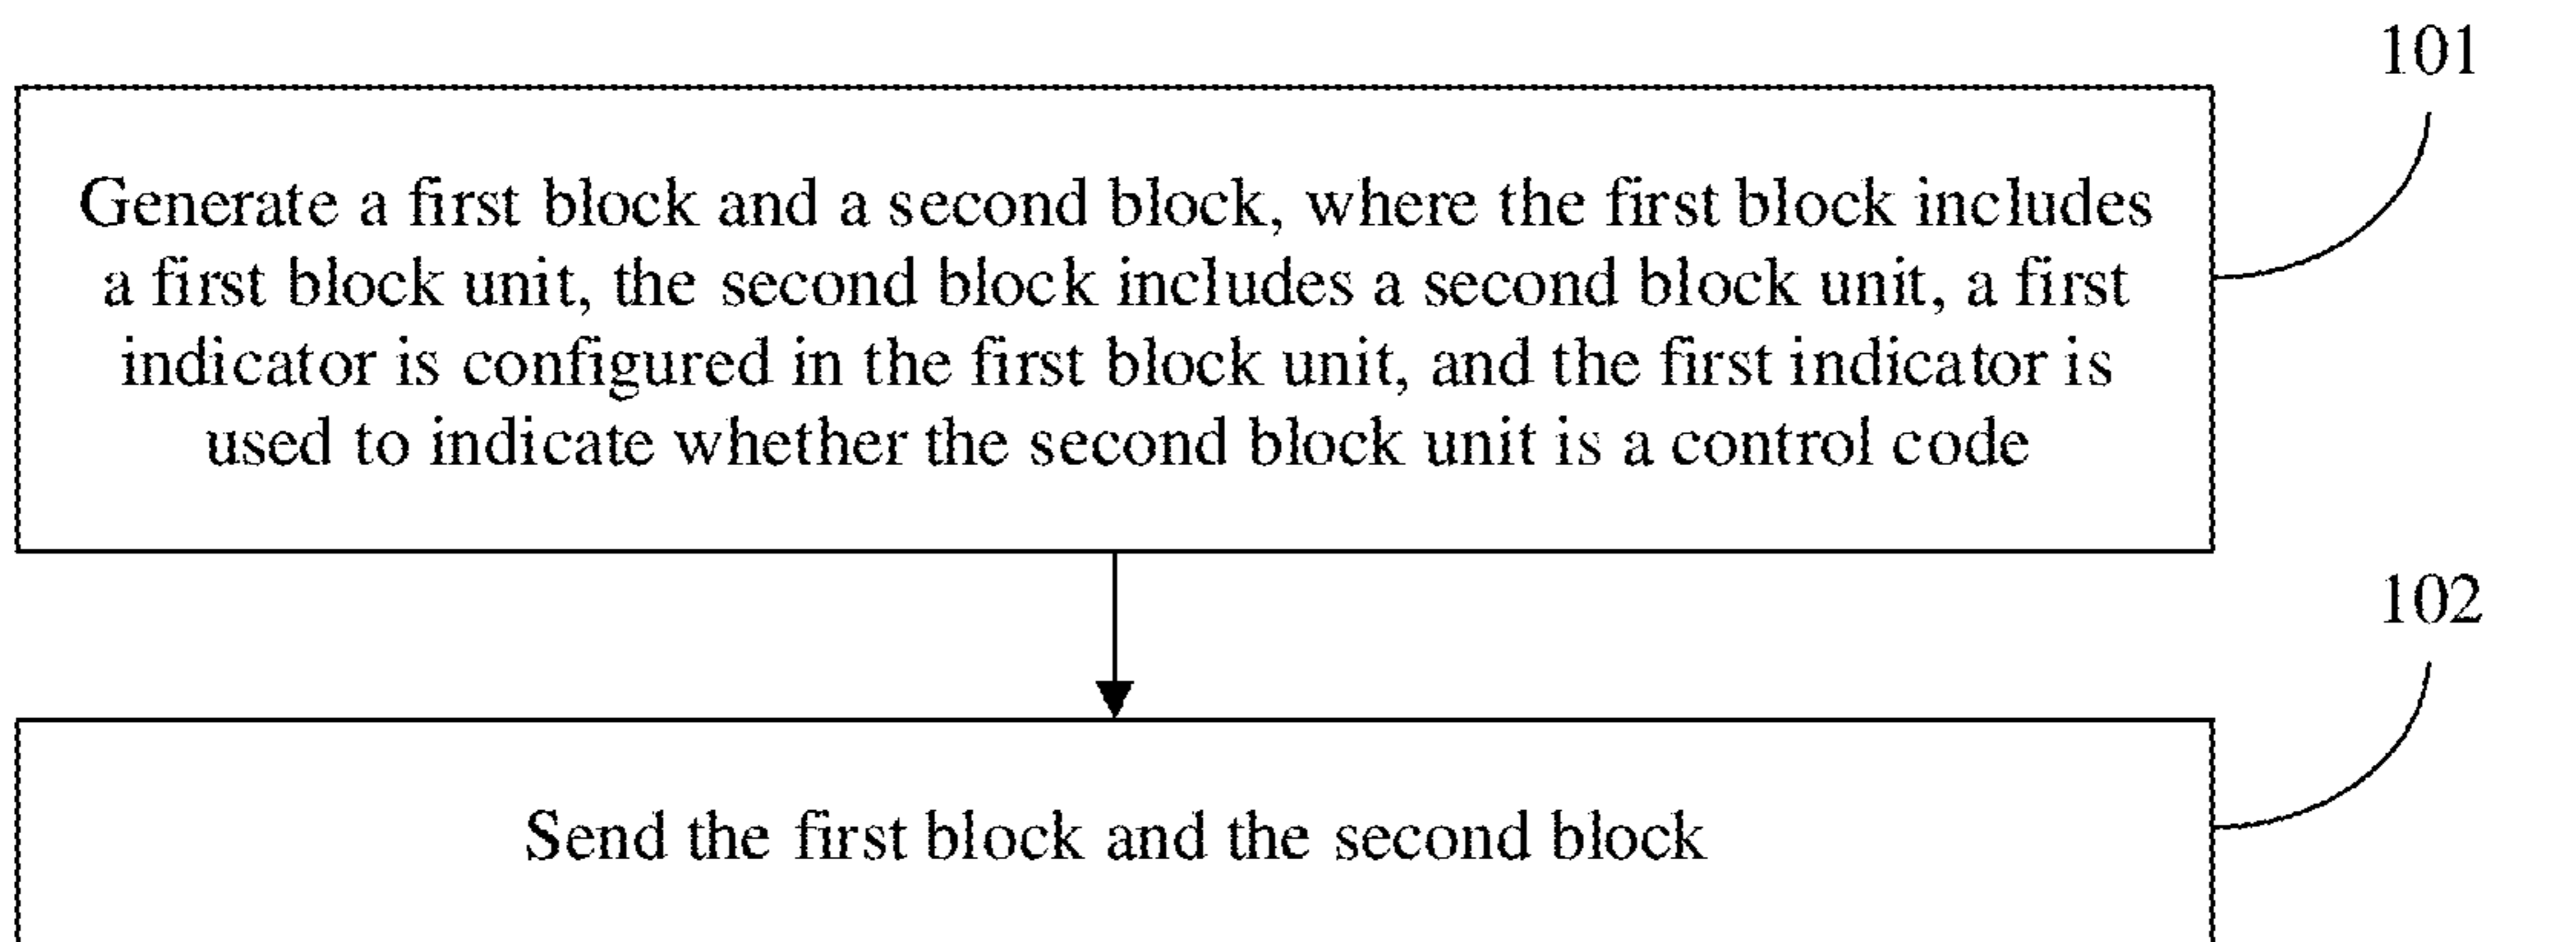 101
Generate a first block and a second block, where the first block includes
a first block unit, the second block includes a second block unit, a first
indicator is configured in the first block unit, and the first indicator is
used to indicate whether the second block unit is a control code
102
Send the first block and the second block